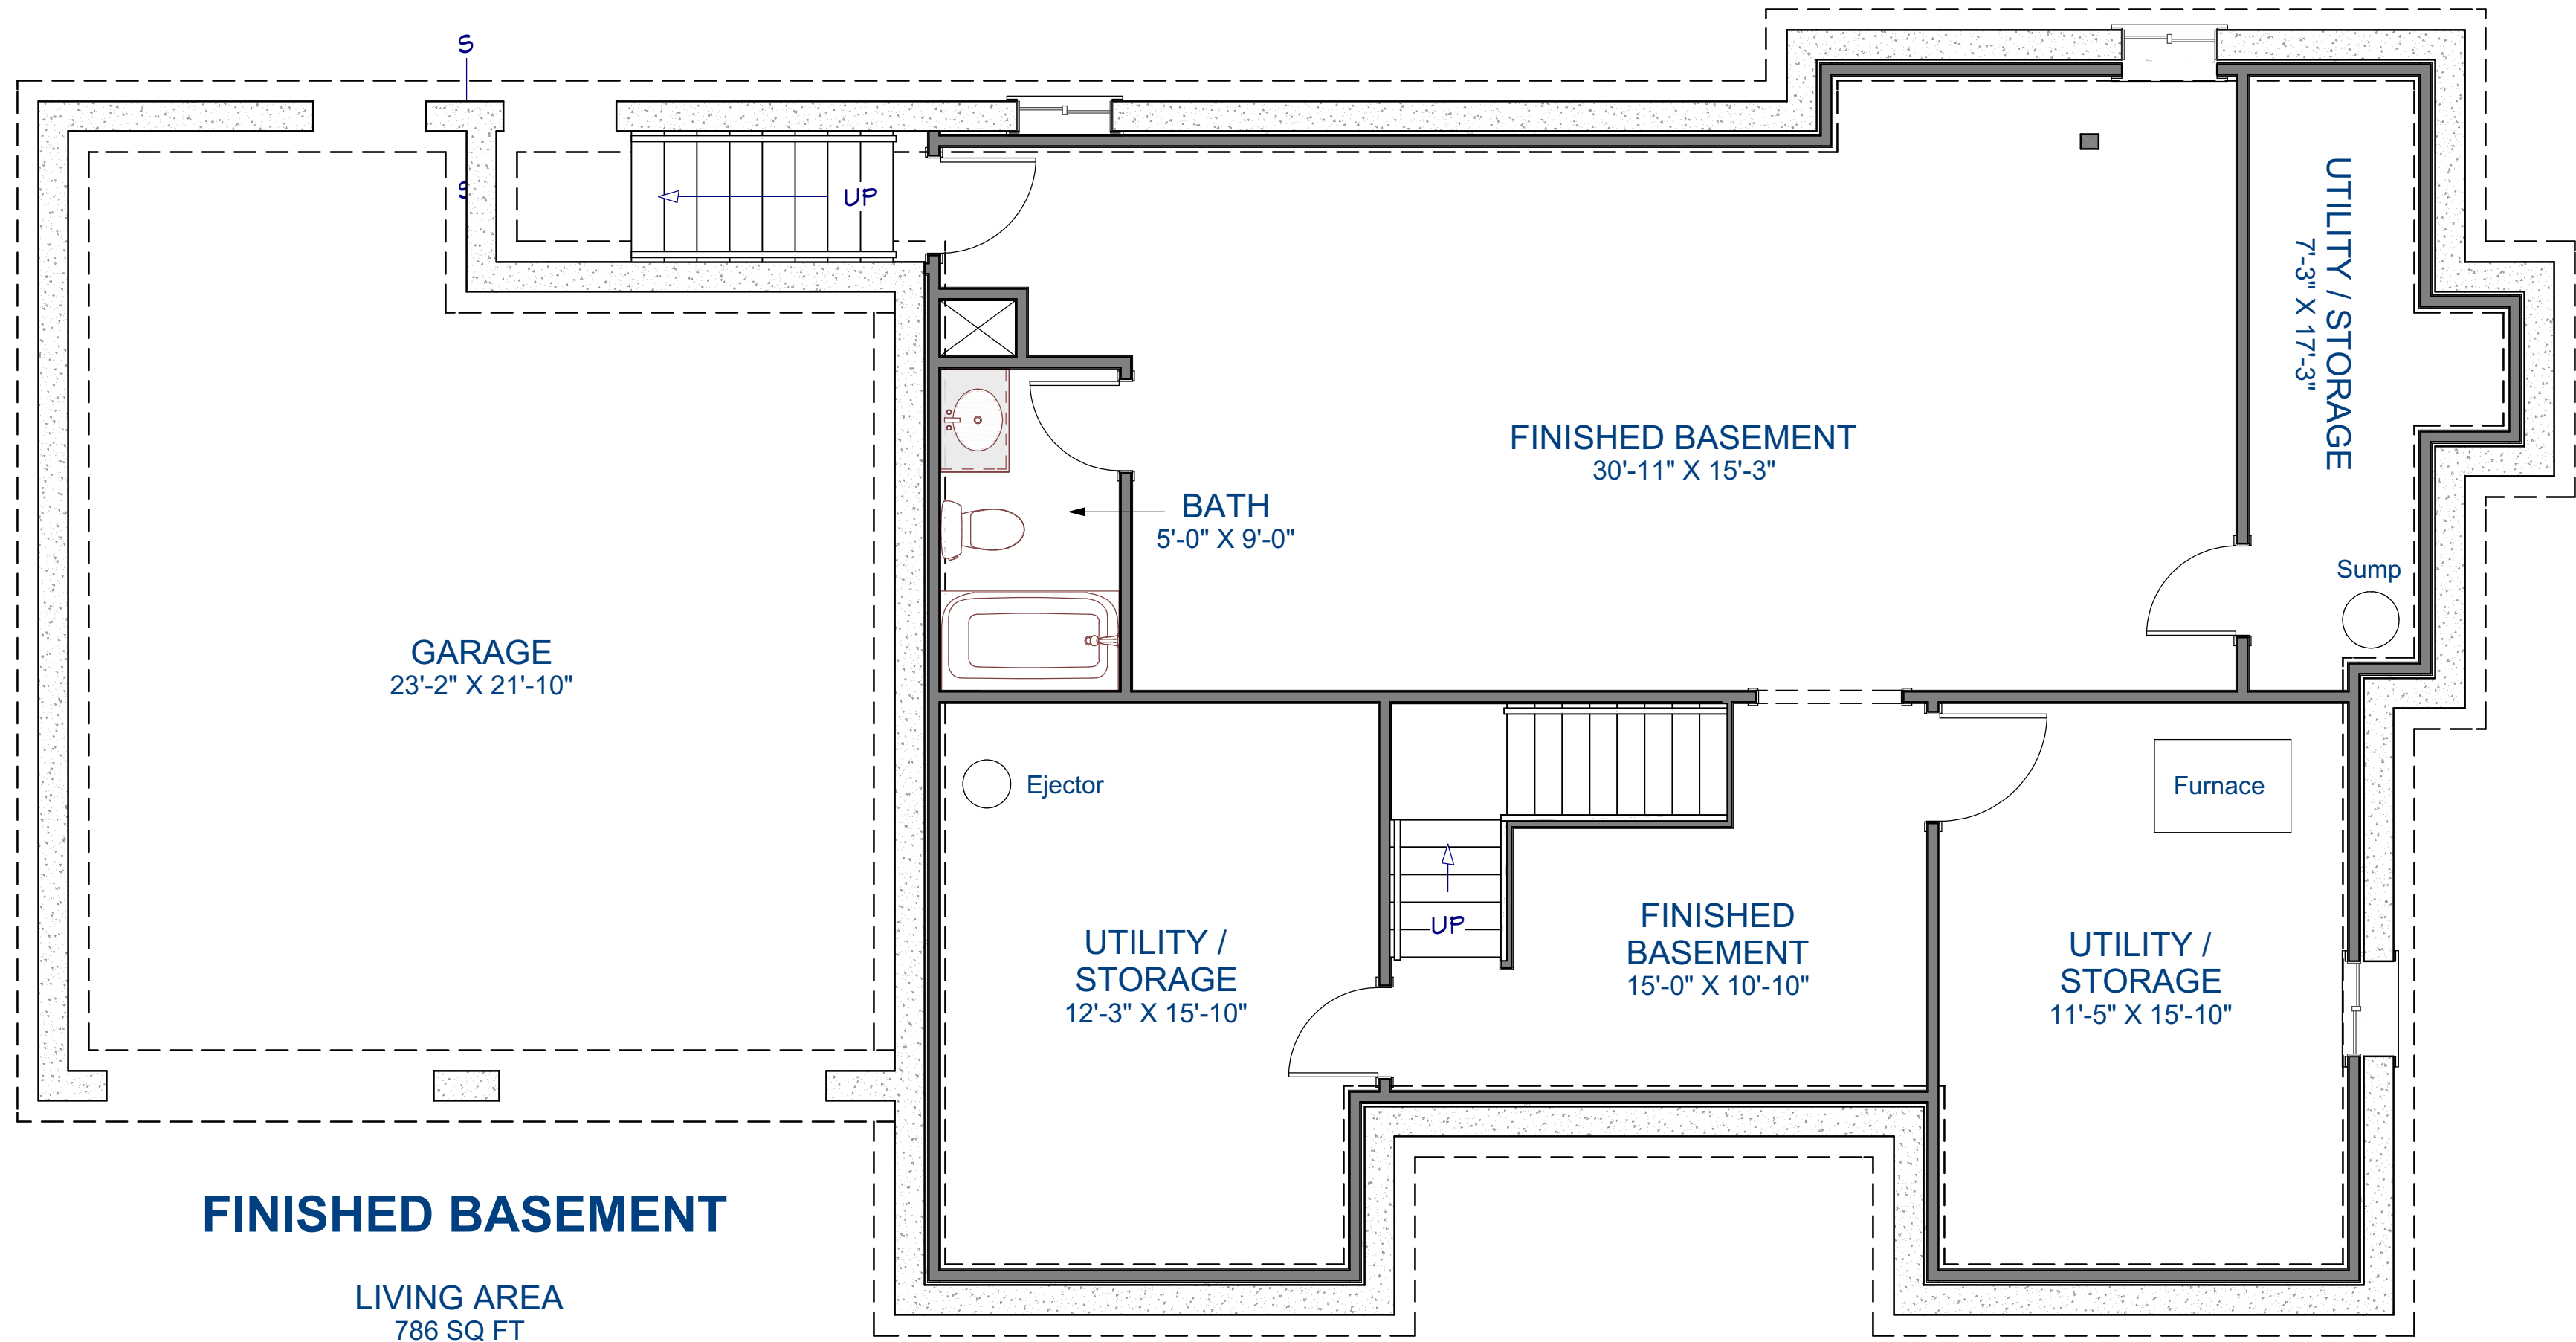 S
S
UP
UTILITY / STORAGE
7'-3" X 17'-3"
FINISHED BASEMENT
30'-11" X 15'-3"
BATH
5'-0" X 9'-0"
Sump
GARAGE
23'-2" X 21'-10"
Ejector
Furnace
UP
FINISHED
BASEMENT
15'-0" X 10'-10"
UTILITY /
STORAGE
12'-3" X 15'-10"
UTILITY /
STORAGE
11'-5" X 15'-10"
FINISHED BASEMENT
LIVING AREA
786 SQ FT